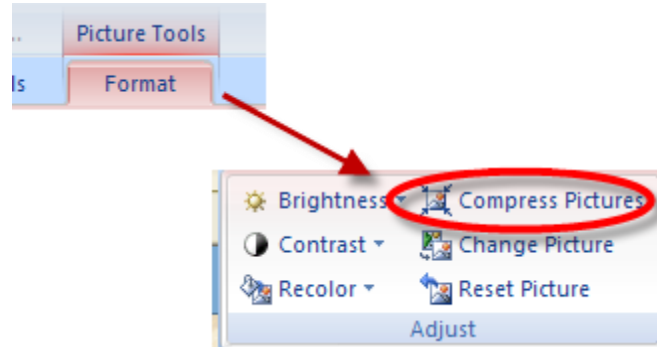 .. Picture Tools
ls Format
Brightness Compress Pictures
Contrast Change Picture
Recolor Reset Picture
Adjust